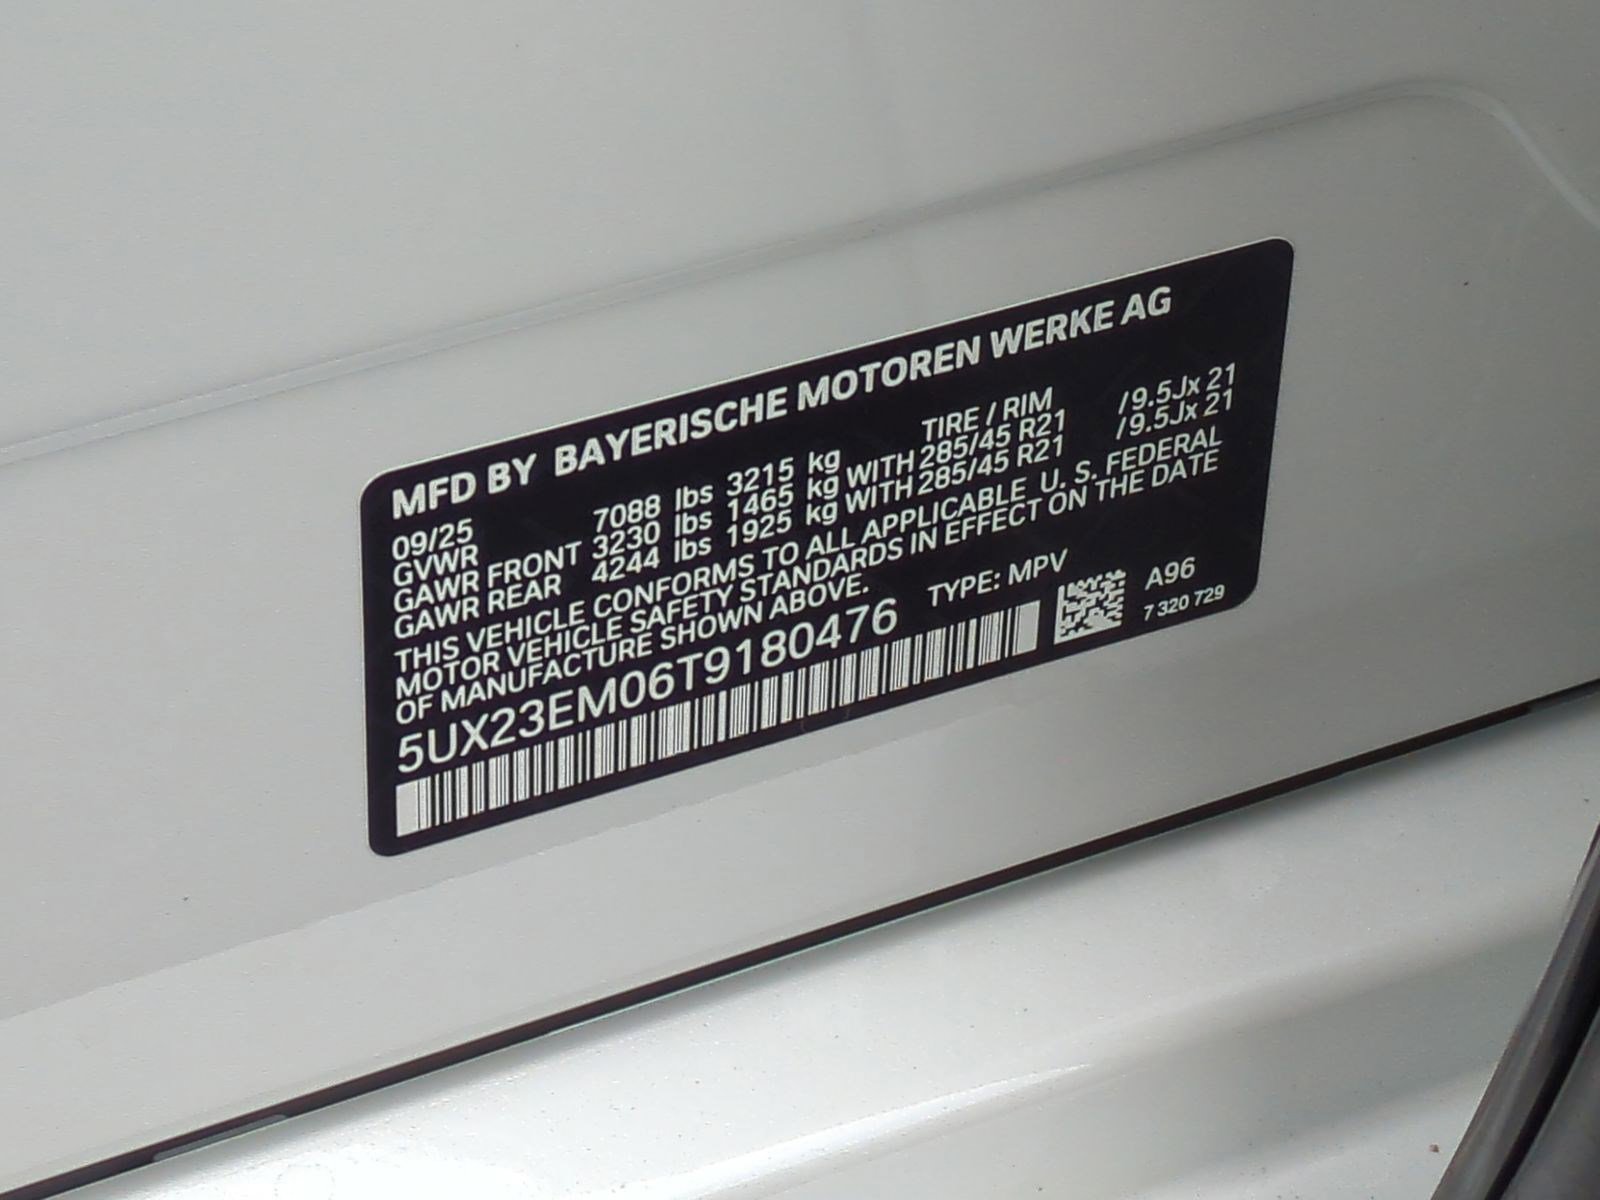 MFD BY BAYERISCHE MOTOREN WERKE AG
09/25 TIRE / RIM
GVWR 7088 lbs 3215 kg
GAWR FRONT 3230 lbs 1465 kg WITH 285/45 R21 /9.5Jx 21
GAWR REAR 4244 lbs 1925 kg WITH 285/45 R21 /9.5Jx 21
THIS VEHICLE CONFORMS TO ALL APPLICABLE U. S. FEDERAL
MOTOR VEHICLE SAFETY STANDARDS IN EFFECT ON THE DATE
OF MANUFACTURE SHOWN ABOVE.
5UX23EM06T9180476 TYPE: MPV A96
7 320 729